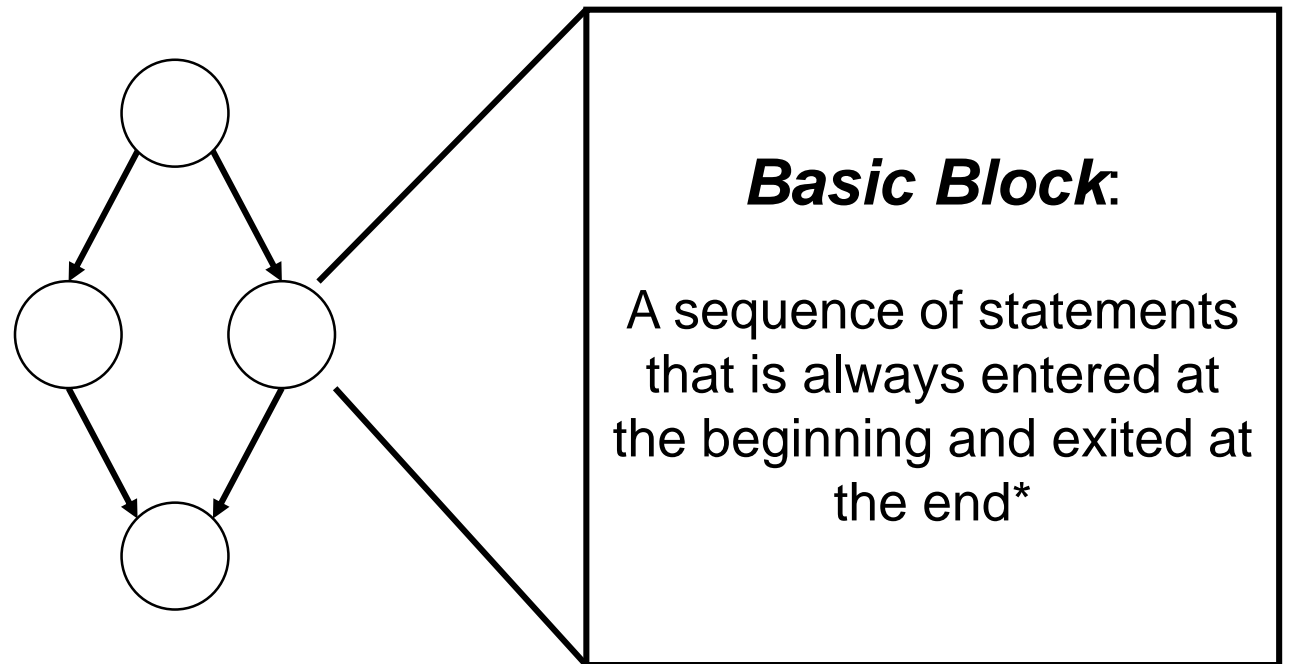 Basic Block:
A sequence of statements
that is always entered at
the beginning and exited at
the end*